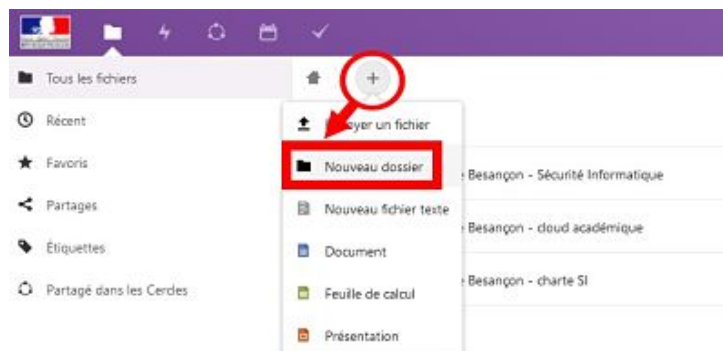 Tous les fichiers
+
Récent
Favoris
Partages
Étiquettes
Partagé dans les Cercles
yer un fichier
Nouveau dossier
Nouveau fichier texte
Document
Feuille de calcul
Présentation
Besançon - Sécurité Informatique
Besançon - cloud académique
Besançon - charte SI